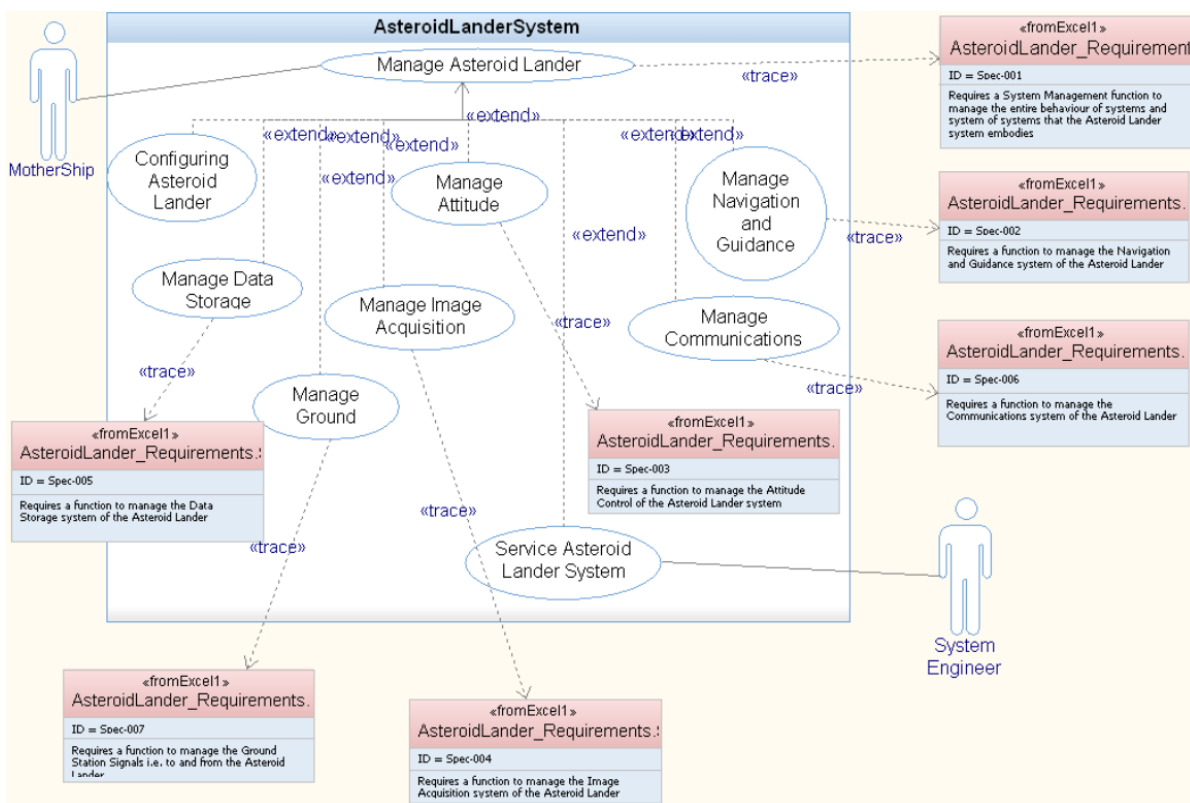 AsteroidLanderSystem
Manage Asteroid Lander
«trace»
«fromExcel1»
AsteroidLander_Requirement
ID = Spec-001
Requires a System Management function to
manage the entire behaviour of systems and
system of systems that the Asteroid Lander
system embodies
MotherShip
«extend»
«extend»
«extend»
«extend»
«extend»
«extend»
«extend»
«extend»
Configuring
Asteroid
Lander
Manage
Attitude
Manage
Navigation
and
Guidance
«trace»
«fromExcel1»
AsteroidLander_Requirements.
ID = Spec-002
Requires a function to manage the Navigation
and Guidance system of the Asteroid Lander
Manage Data
Storage
Manage Image
Acquisition
«trace»
Manage
Communications
«trace»
«fromExcel1»
AsteroidLander_Requirements.
ID = Spec-006
Requires a function to manage the
Communications system of the Asteroid Lander
«trace»
Manage
Ground
«fromExcel1»
AsteroidLander_Requirements.
ID = Spec-005
Requires a function to manage the Data
Storage system of the Asteroid Lander
«fromExcel1»
AsteroidLander_Requirements.
ID = Spec-003
Requires a function to manage the Attitude
Control of the Asteroid Lander system
«trace»
«trace»
Service Asteroid
Lander System
System
Engineer
«fromExcel1»
AsteroidLander_Requirements.
ID = Spec-007
Requires a function to manage the Ground
Station Signals i.e. to and from the Asteroid
Lander
«fromExcel1»
AsteroidLander_Requirements.
ID = Spec-004
Requires a function to manage the Image
Acquisition system of the Asteroid Lander